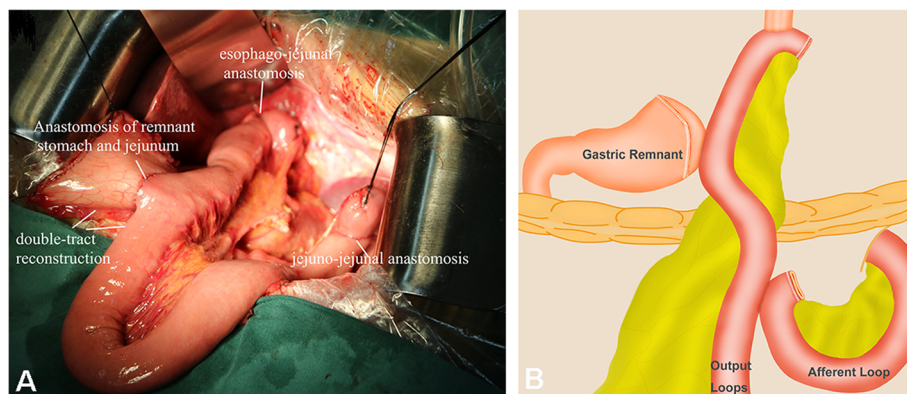 esophago-jejunal
anastomosis
Anastomosis of remnant
stomach and jejunum
double-tract
reconstruction
jejuno-jejunal anastomosis
A
Gastric Remnant
Output
Loops
Afferent Loop
B